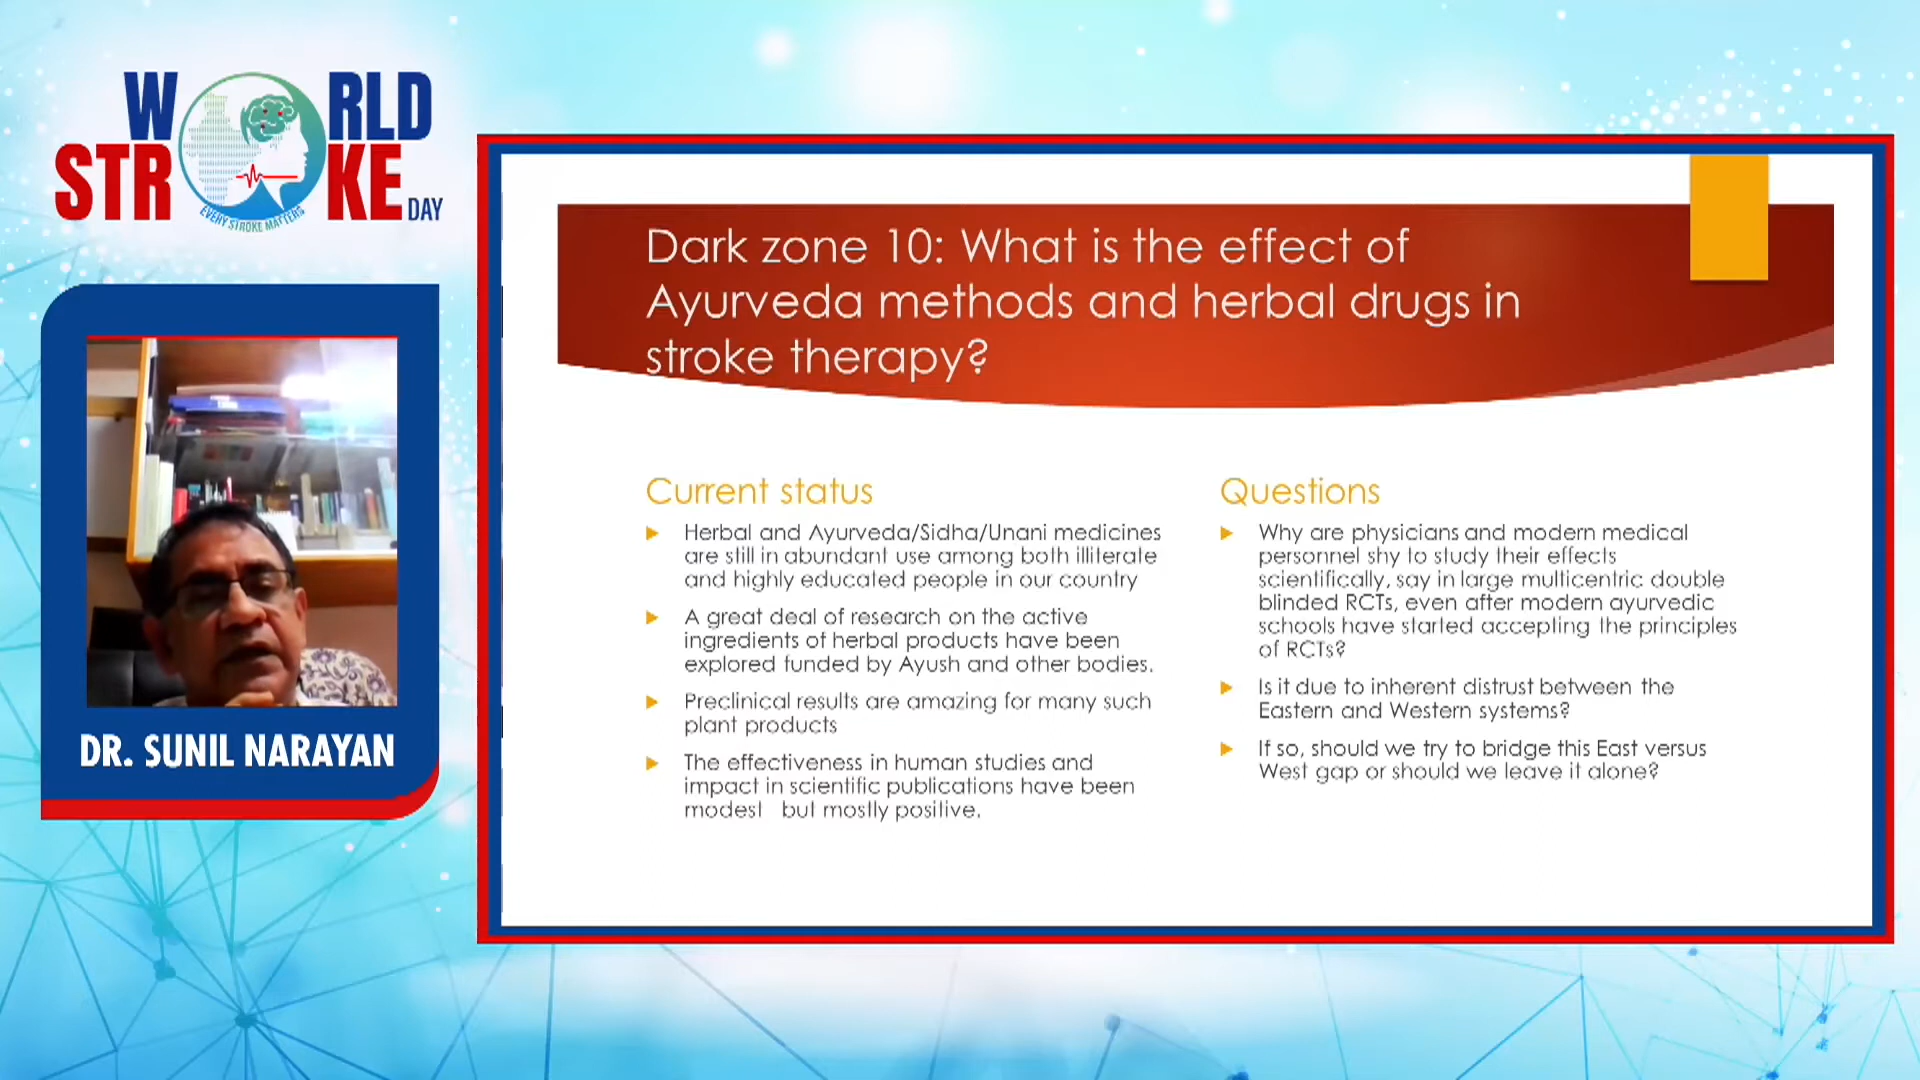 WORLD
STROKE DAY
EVERY STROKE MATTERS
DR. SUNIL NARAYAN
Dark zone 10: What is the effect of
Ayurveda methods and herbal drugs in
stroke therapy?
Current status
Herbal and Ayurveda/Sidha/Unani medicines
are still in abundant use among both illiterate
and highly educated people in our country
A great deal of research on the active
ingredients of herbal products have been
explored funded by Ayush and other bodies.
Preclinical results are amazing for many such
plant products
The effectiveness in human studies and
impact in scientific publications have been
modest but mostly positive.
Questions
Why are physicians and modern medical
personnel shy to study their effects
scientifically, say in large multicentric double
blinded RCTs, even after modern ayurvedic
schools have started accepting the principles
of RCTs?
Is it due to inherent distrust between the
Eastern and Western systems?
If so, should we try to bridge this East versus
West gap or should we leave it alone?